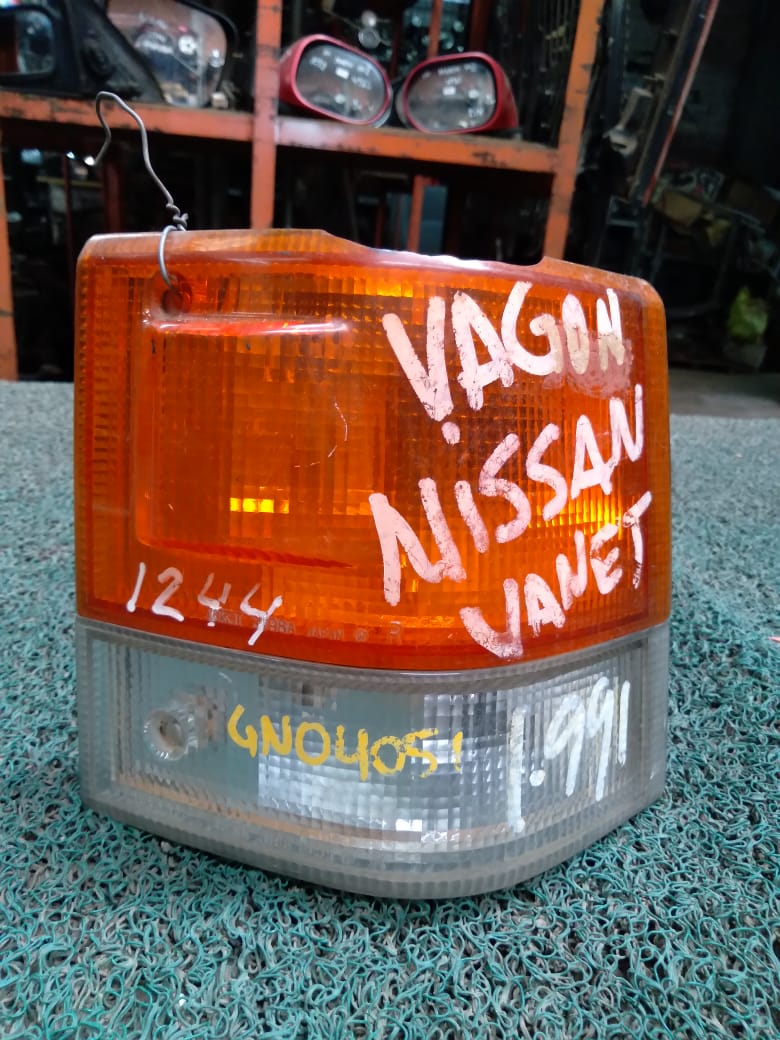 VAGON
NISSAN
VANET
1244
GN04051
1.991